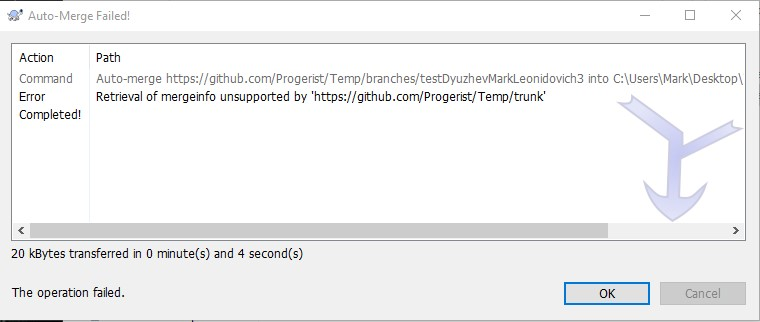 Auto-Merge Failed!
Action Path
Command Auto-merge https://github.com/Progerist/Temp/branches/testDyuzhevMarkLeonidovich3 into C:\Users\Mark\Desktop\
Error Retrieval of mergeinfo unsupported by 'https://github.com/Progerist/Temp/trunk'
Completed!
20 kBytes transferred in 0 minute(s) and 4 second(s)
The operation failed.
OK
Cancel